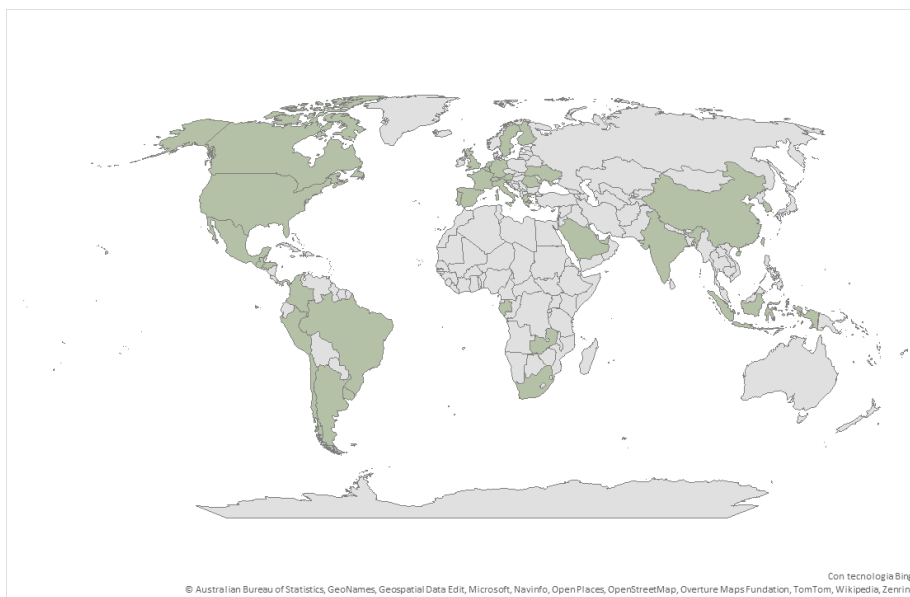 Con tecnologia Bing
© Australian Bureau of Statistics, GeoNames, Geospatial Data Edit, Microsoft, Navinfo, Open Places, OpenStreetMap, Overture Maps Fundation, TomTom, Wikipedia, Zenrin